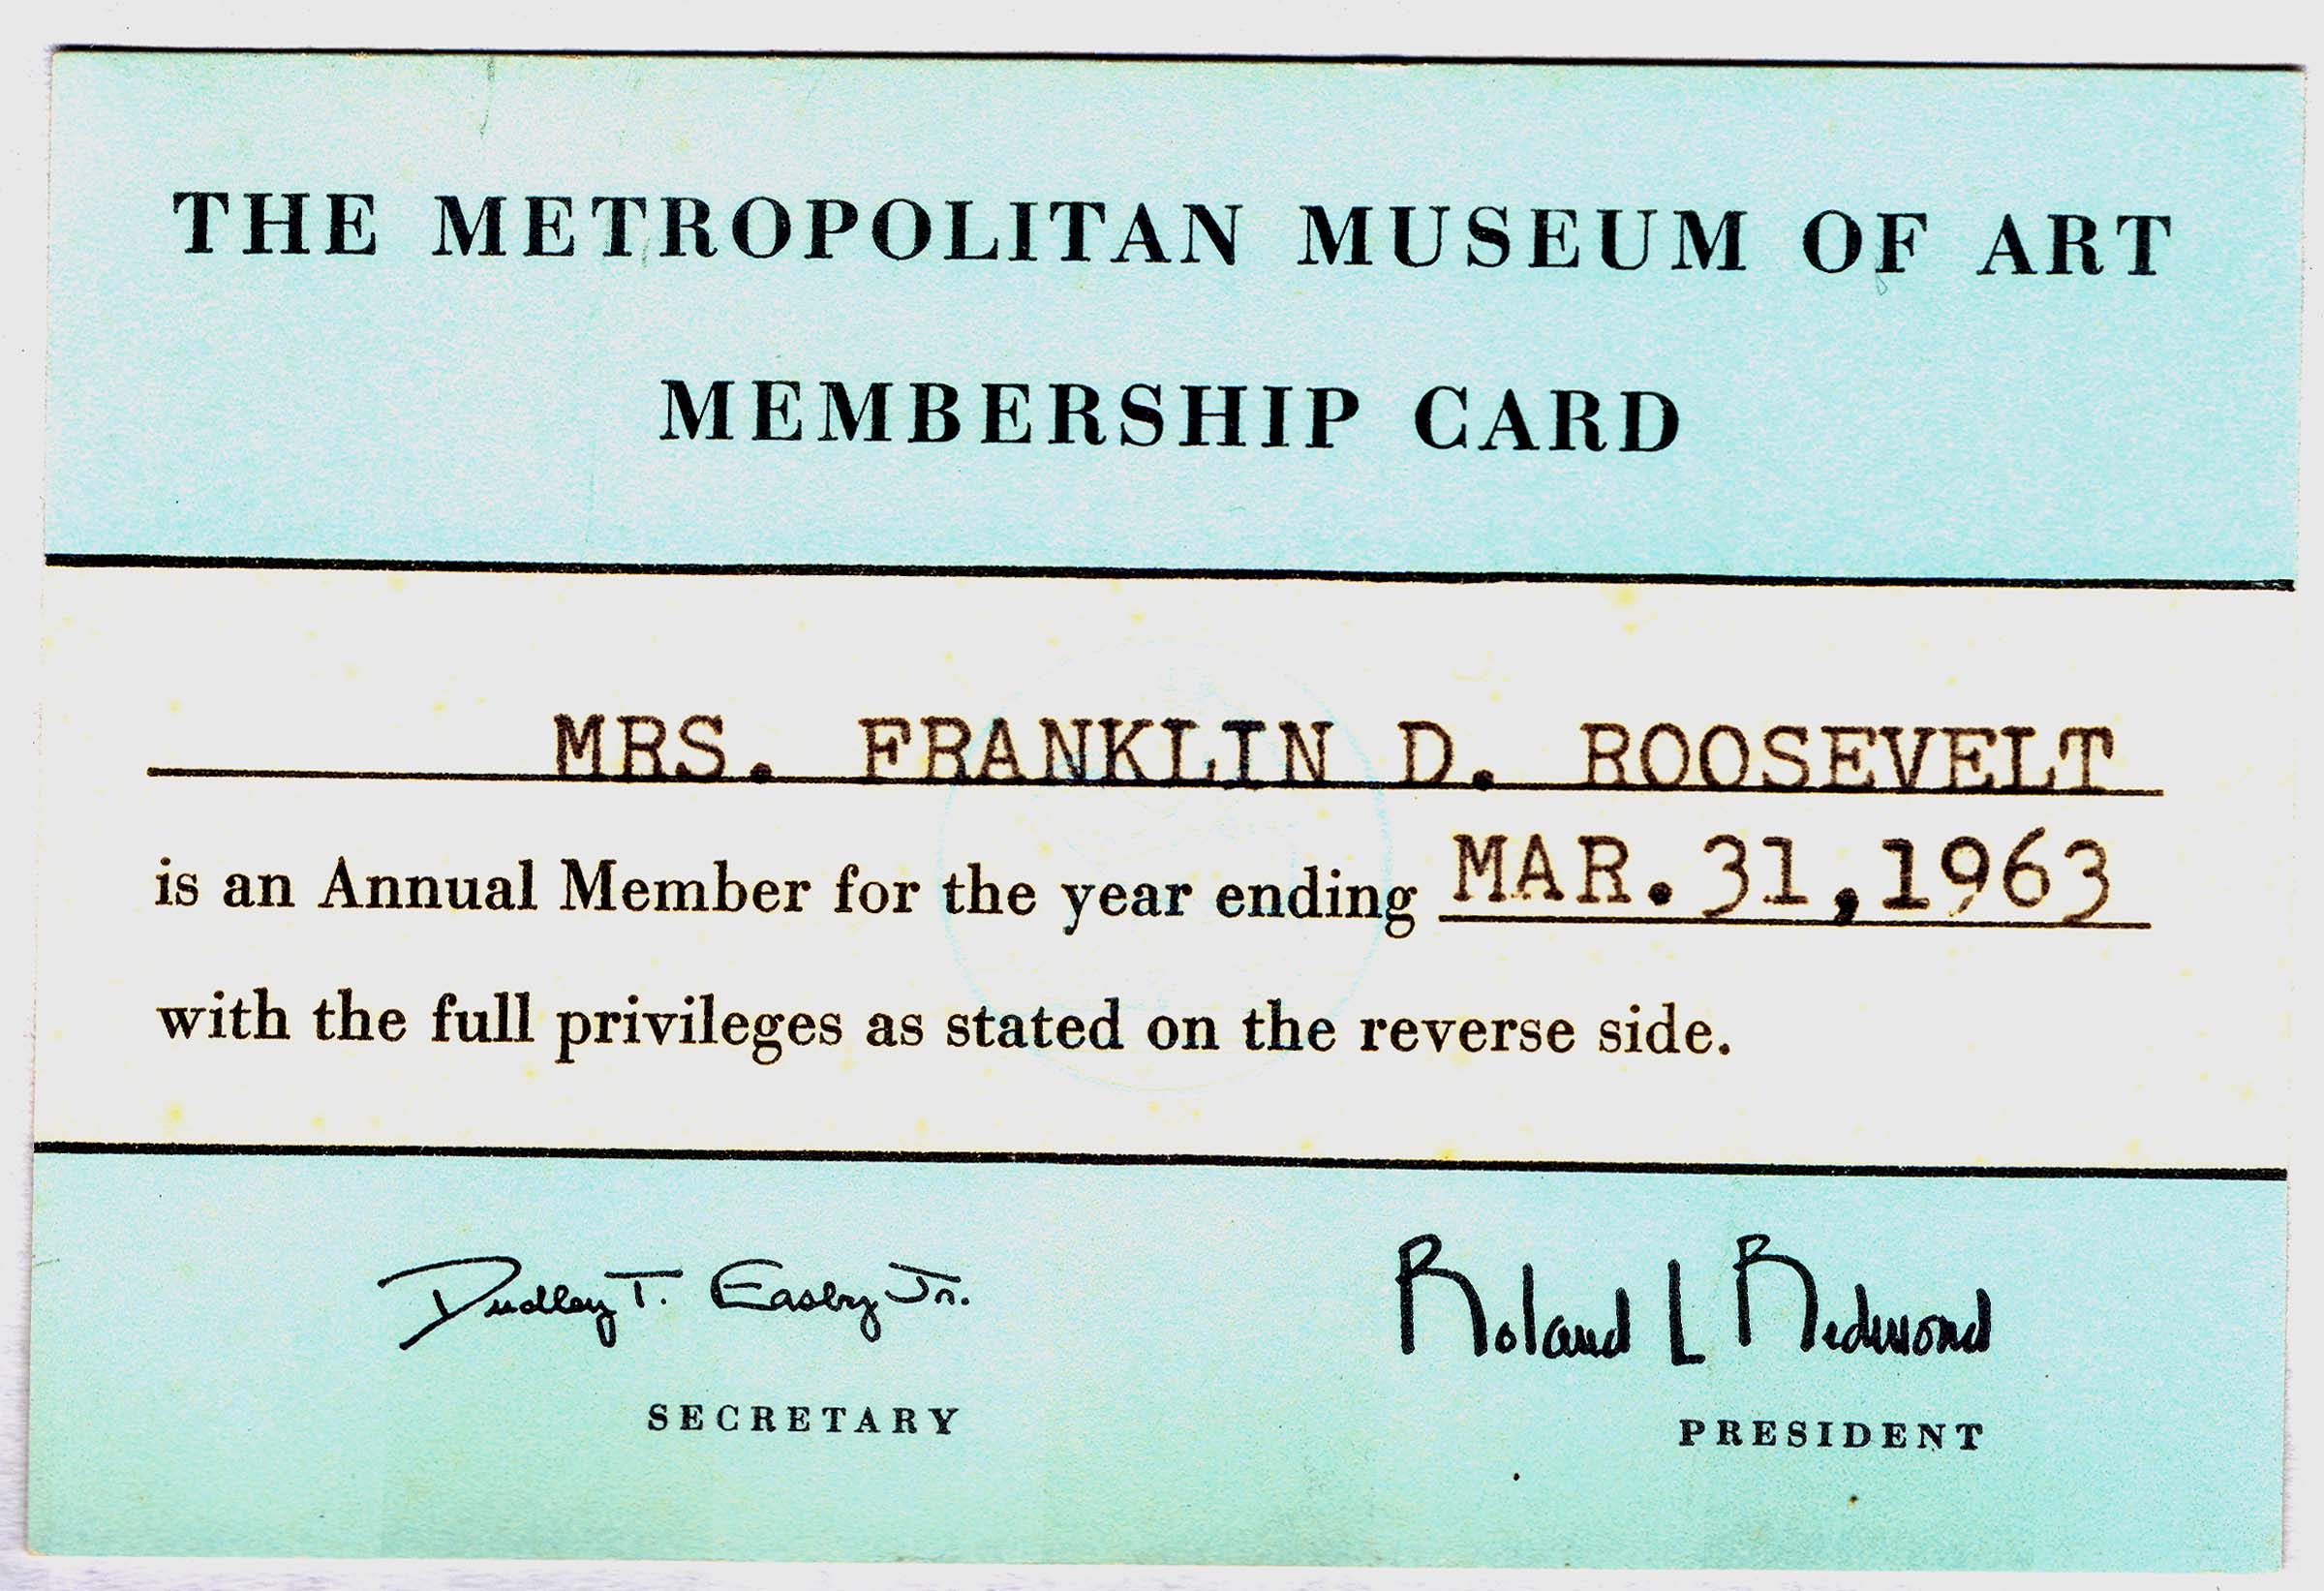 THE METROPOLITAN MUSEUM OF ART
MEMBERSHIP CARD
MRS. FRANKLIN D. ROOSEVELT
is an Annual Member for the year ending MAR. 31, 1963
with the full privileges as stated on the reverse side.
Dudley T. Easby Jr. Roland L Redmond
SECRETARY PRESIDENT